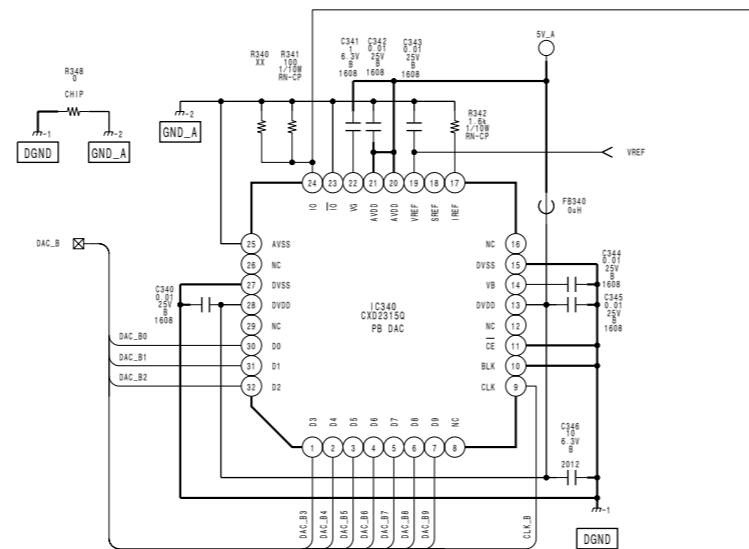 R348
0
CHIP
-1
DGND
-2
GND_A
-2
GND_A
R340
XX
R341
100
1/10W
RN-CP
C341
1
6.3V
B
1608
C342
0.01
25V
B
1608
C343
0.01
25V
B
1608
5V_A
R342
1.6k
1/10W
RN-CP
VREF
FB340
0uH
24
23
22
21
20
19
18
17
IO
IO
VG
AVDD
AVDD
VREF
SREF
IREF
DAC_B
25
AVSS
26
NC
27
DVSS
28
DVDD
29
NC
30
D0
31
D1
32
D2
C340
0.01
25V
B
1608
DAC_B0
DAC_B1
DAC_B2
IC340
CXD2315Q
PB DAC
NC
16
DVSS
15
VB
14
DVDD
13
NC
12
CE
11
BLK
10
CLK
9
C344
0.01
25V
B
1608
C345
0.01
25V
B
1608
D3
D4
D5
D6
D7
D8
D9
NC
1
2
3
4
5
6
7
8
DAC_B3
DAC_B4
DAC_B5
DAC_B6
DAC_B7
DAC_B8
DAC_B9
CLK_B
C346
10
6.3V
B
2012
-1
DGND